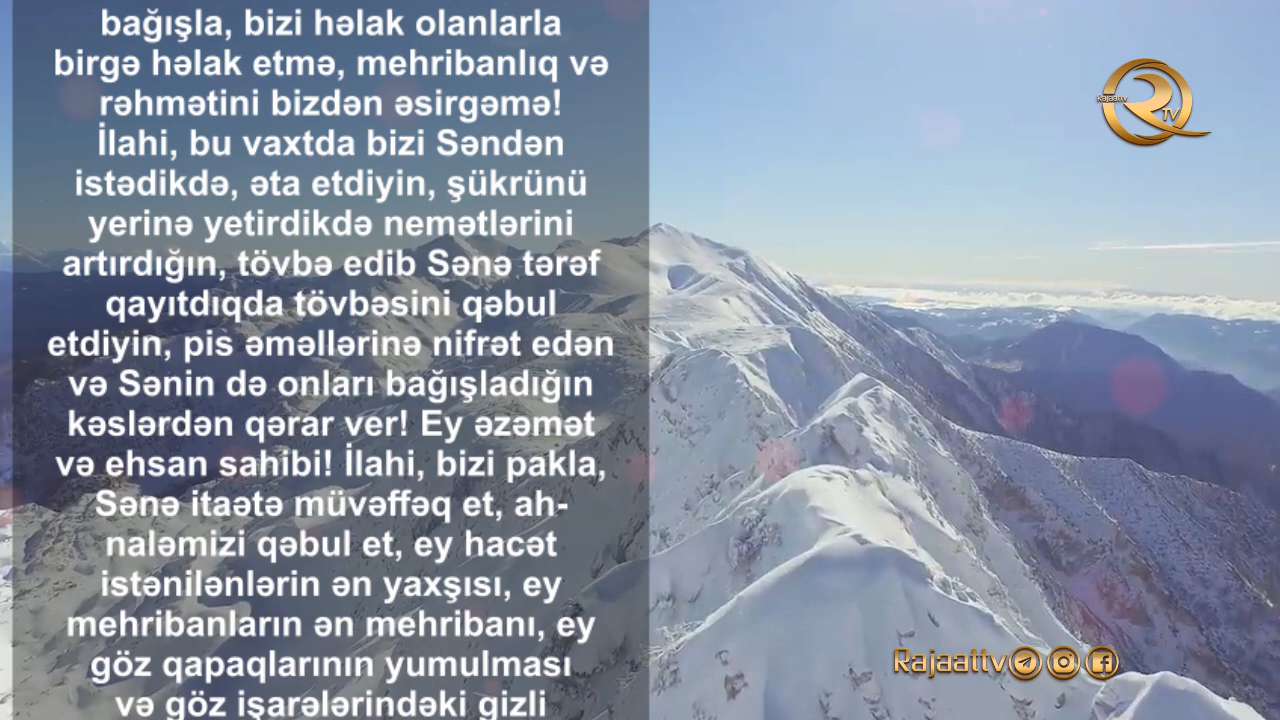 bağışla, bizi həlak olanlarla
birgə həlak etmə, mehribanlıq və
rəhmətini bizdən əsirgəmə!
İlahi, bu vaxtda bizi Səndən
istədikdə, əta etdiyin, şükrünü
yerinə yetirdikdə nemətlərini
artırdığın, tövbə edib Sənə tərəf
qayıtdıqda tövbəsini qəbul
etdiyin, pis əməllərinə nifrət edən
və Sənin də onları bağışladığın
kəslərdən qərar ver! Ey əzəmət
və ehsan sahibi! İlahi, bizi pakla,
Sənə itaətə müvəffəq et, ah-
naləmizi qəbul et, ey hacət
istənilənlərin ən yaxşısı, ey
mehribanların ən mehribanı, ey
göz qapaqlarının yumulması
və göz işarələrindəki gizli
Rajaattv
TV
Rajaattv